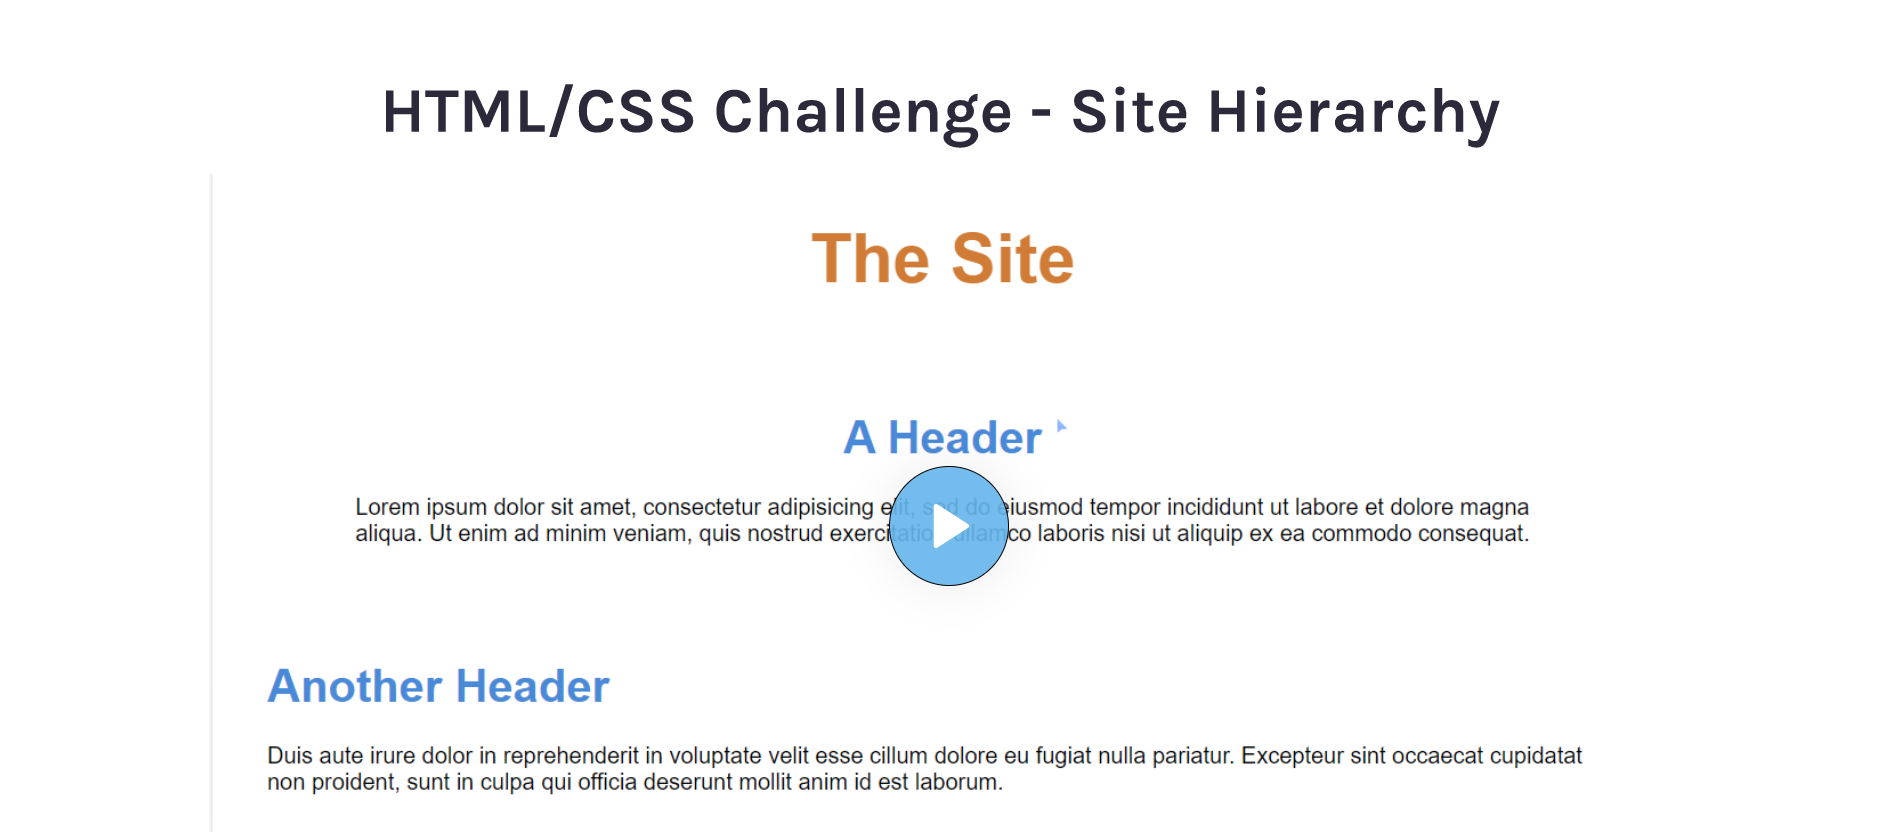 HTML/CSS Challenge - Site Hierarchy
The Site
A Header
Lorem ipsum dolor sit amet, consectetur adipisicing elit, sed do eiusmod tempor incididunt ut labore et dolore magna
aliqua. Ut enim ad minim veniam, quis nostrud exercitation ullamco laboris nisi ut aliquip ex ea commodo consequat.
Another Header
Duis aute irure dolor in reprehenderit in voluptate velit esse cillum dolore eu fugiat nulla pariatur. Excepteur sint occaecat cupidatat
non proident, sunt in culpa qui officia deserunt mollit anim id est laborum.